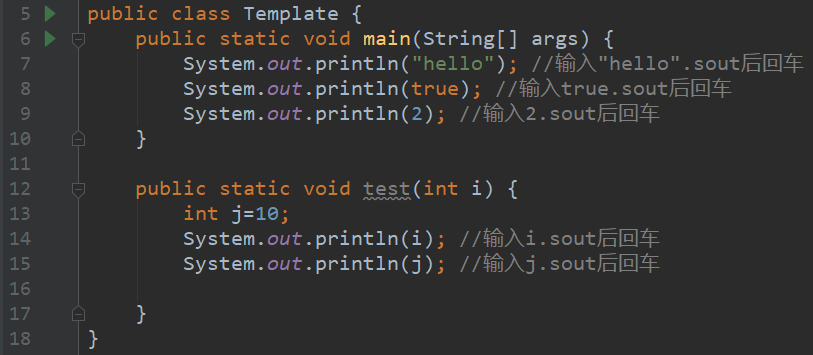 5 public class Template {
6     public static void main(String[] args) {
7         System.out.println("hello"); //输入"hello".sout后回车
8         System.out.println(true); //输入true.sout后回车
9         System.out.println(2); //输入2.sout后回车
10     }
11
12     public static void test(int i) {
13         int j=10;
14         System.out.println(i); //输入i.sout后回车
15         System.out.println(j); //输入j.sout后回车
16
17     }
18 }